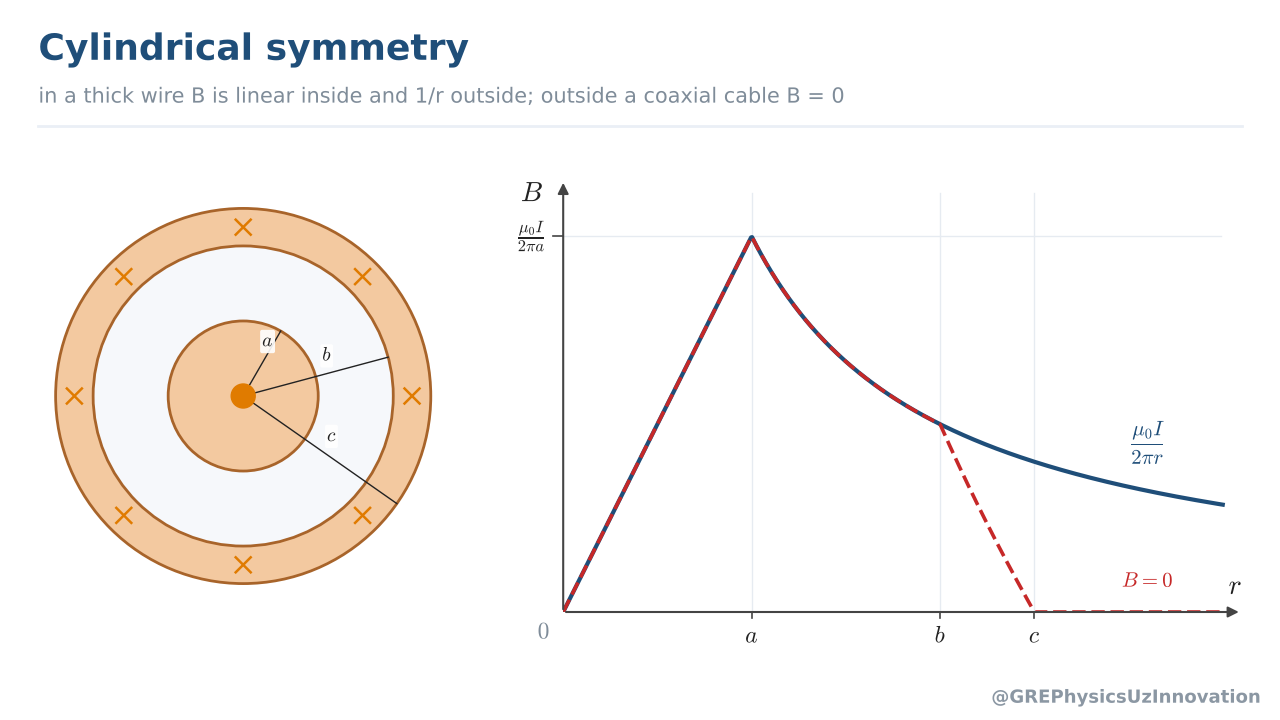 Cylindrical symmetry
in a thick wire B is linear inside and 1/r outside; outside a coaxial cable B = 0
B
μ₀I
2πa
a
b
c
μ₀I
2πr
B = 0
r
0
a
b
c
@GREPhysicsUzInnovation